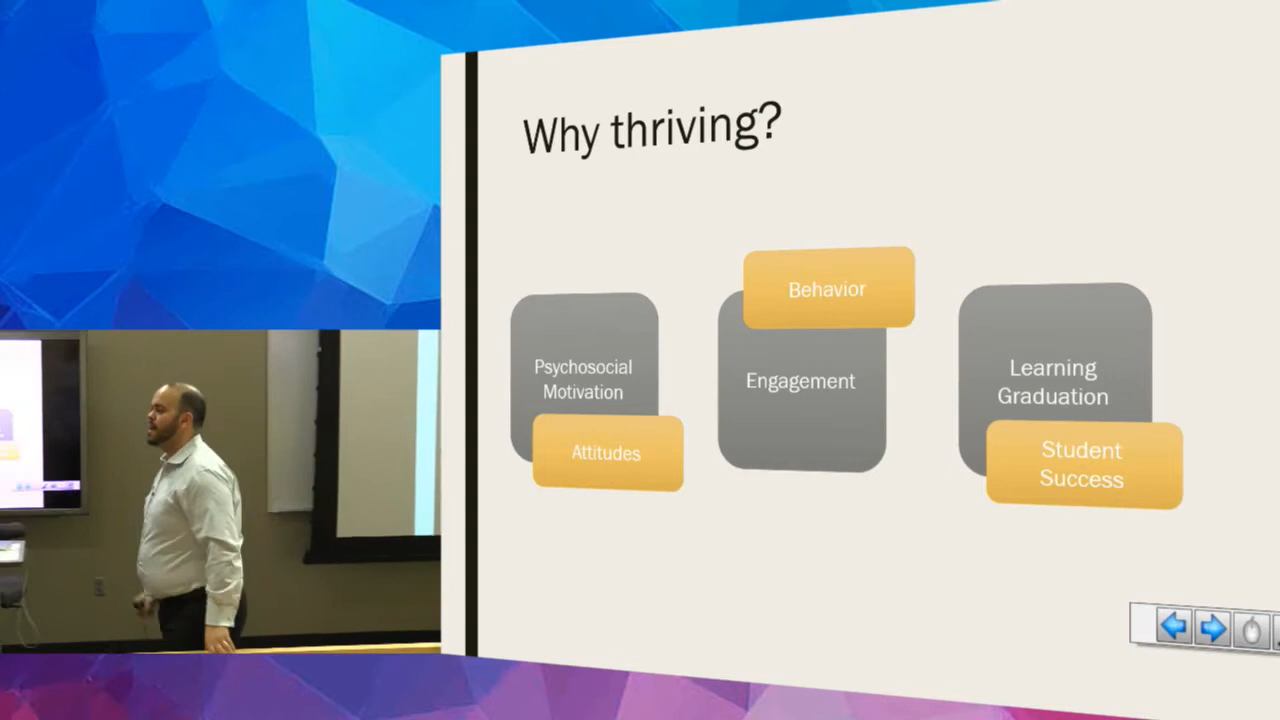 Why thriving?
Psychosocial
Motivation
Attitudes
Behavior
Engagement
Learning
Graduation
Student
Success